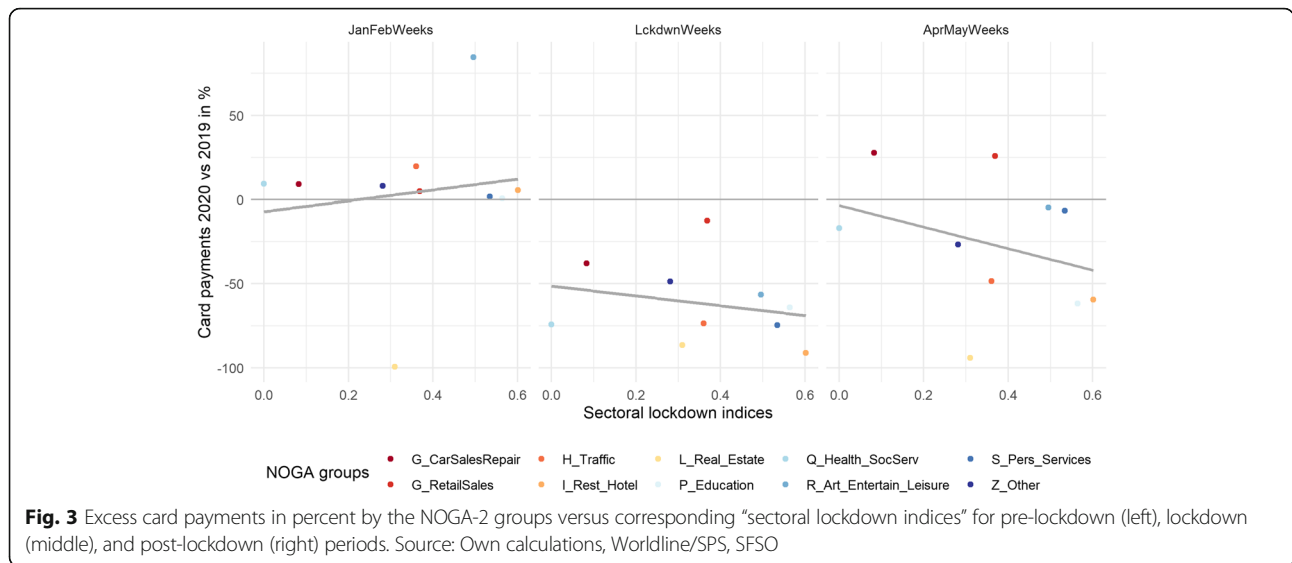 JanFebWeeks LckdwnWeeks AprMayWeeks
Card payments 2020 vs 2019 in %
50
0
-50
-100
0.0 0.2 0.4 0.6 0.0 0.2 0.4 0.6 0.0 0.2 0.4 0.6
Sectoral lockdown indices
NOGA groups
G_CarSalesRepair H_Traffic L_Real_Estate Q_Health_SocServ S_Pers_Services
G_RetailSales I_Rest_Hotel P_Education R_Art_Entertain_Leisure Z_Other
Fig. 3 Excess card payments in percent by the NOGA-2 groups versus corresponding “sectoral lockdown indices” for pre-lockdown (left), lockdown
(middle), and post-lockdown (right) periods. Source: Own calculations, Worldline/SPS, SFSO